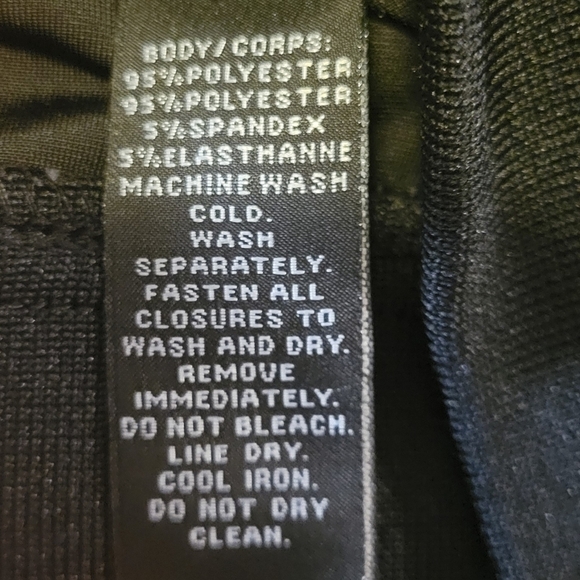 BODY/CORPS:
95%POLYESTER
95%POLYESTER
5%SPANDEX
5%ELASTHANNE
MACHINE WASH
COLD.
WASH
SEPARATELY.
FASTEN ALL
CLOSURES TO
WASH AND DRY.
REMOVE
IMMEDIATELY.
DO NOT BLEACH.
LINE DRY.
COOL IRON.
DO NOT DRY
CLEAN.